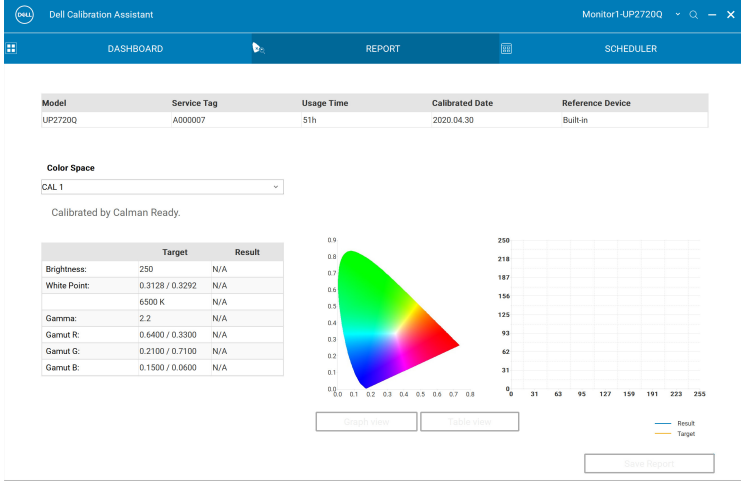 DELL
Dell Calibration Assistant
Monitor1-UP2720Q
DASHBOARD
REPORT
SCHEDULER
Model Service Tag Usage Time Calibrated Date Reference Device
UP2720Q A000007 51h 2020.04.30 Built-in
Color Space
CAL 1
Calibrated by Calman Ready.
Target Result
Brightness: 250 N/A
White Point: 0.3128 / 0.3292 N/A
6500 K N/A
Gamma: 2.2 N/A
Gamut R: 0.6400 / 0.3300 N/A
Gamut G: 0.2100 / 0.7100 N/A
Gamut B: 0.1500 / 0.0600 N/A
0.9
0.8
0.7
0.6
0.5
0.4
0.3
0.2
0.1
0.0
0.0 0.1 0.2 0.3 0.4 0.5 0.6 0.7 0.8
250
218
187
156
125
93
62
31
0
0 31 63 95 127 159 191 223 255
Graph view
Table view
Result
Target
Save Report